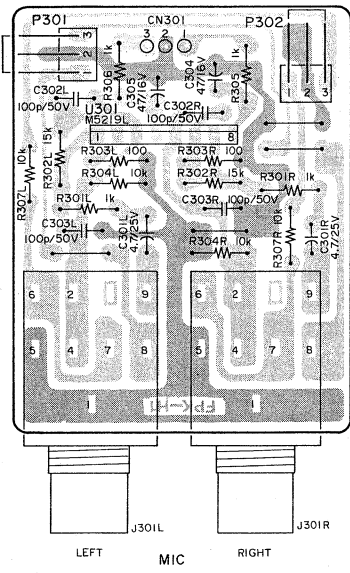 P301
CN301
P302
3 2 1
3
2
1k
R306
C305
47/16V
C304
47/16V
R305
1k
1 2 3
C302L
100p/50V
U301
M5219L
C302R
100p/50V
1 8
R307L 10k
R302L 15k
R303L 100
R303R 100
R304L 10k
R302R 15k
R301L 1k
R301R 1k
C303L
100p/50V
C301L
4.7/25V
C303R
100p/50V
R304R 10k
R307R 10k
C301R
4.7/25V
6 2 9
6 2 9
5 4 7 8
5 4 7 8
1
FPK-H1
1
J301L
J301R
LEFT
RIGHT
MIC